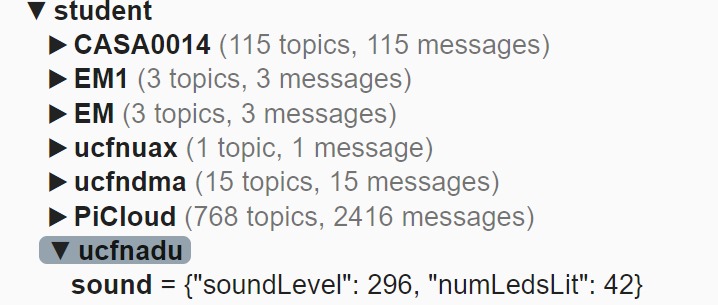 ▼ student
▶ CASA0014 (115 topics, 115 messages)
▶ EM1 (3 topics, 3 messages)
▶ EM (3 topics, 3 messages)
▶ ucfnuax (1 topic, 1 message)
▶ ucfndma (15 topics, 15 messages)
▶ PiCloud (768 topics, 2416 messages)
▼ ucfnadu
sound = {"soundLevel": 296, "numLedsLit": 42}